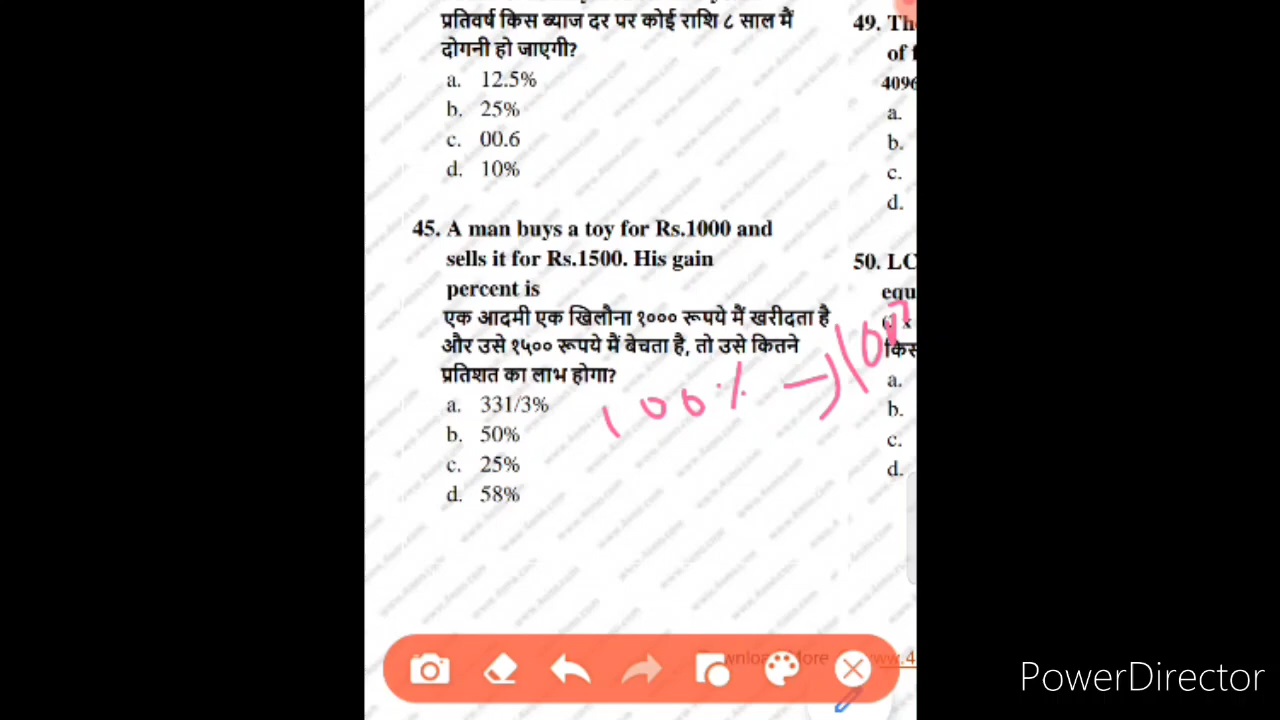 प्रतिवर्ष किस ब्याज दर पर कोई राशि ८ साल मैं
दोगनी हो जाएगी?
a. 12.5%
b. 25%
c. 00.6
d. 10%
45. A man buys a toy for Rs.1000 and
sells it for Rs.1500. His gain
percent is
एक आदमी एक खिलौना १००० रूपये मैं खरीदता है
और उसे १५०० रूपये मैं बेचता है, तो उसे कितने
प्रतिशत का लाभ होगा?
a. 331/3%
b. 50%
c. 25%
d. 58%
100% →
49. Th
of f
4096
a.
b.
c.
d.
50. LC
equ
किस
a.
b.
c.
d.
More
PowerDirector